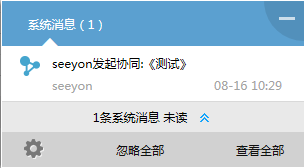 系统消息（1）
seeyon发起协同:《测试》
seeyon 08-16 10:29
1条系统消息 未读
忽略全部 查看全部